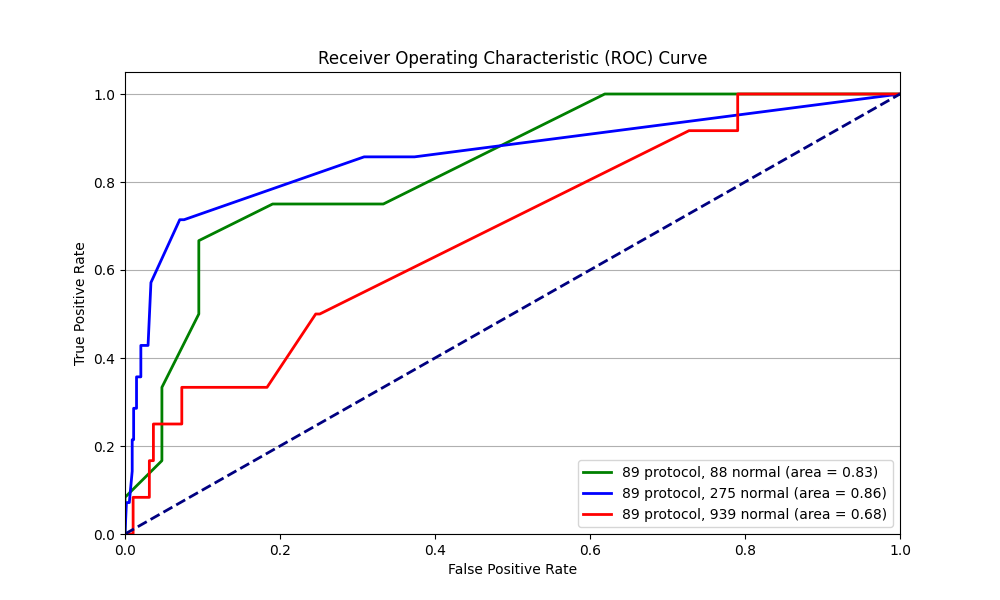 Receiver Operating Characteristic (ROC) Curve
1.0
0.8
0.6
0.4
0.2
0.0
True Positive Rate
0.0 0.2 0.4 0.6 0.8 1.0
False Positive Rate
89 protocol, 88 normal (area = 0.83)
89 protocol, 275 normal (area = 0.86)
89 protocol, 939 normal (area = 0.68)